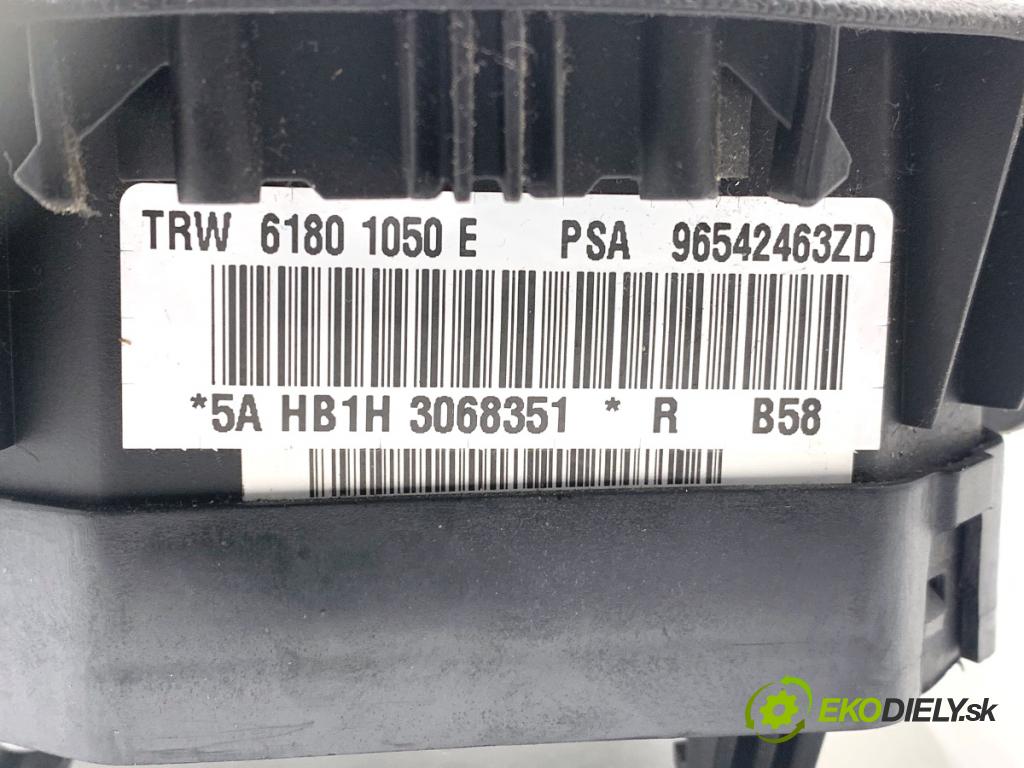 TRW 6180 1050 E PSA 96542463ZD
*5A HB1H 3068351 * R B58
EKODIELY.sk